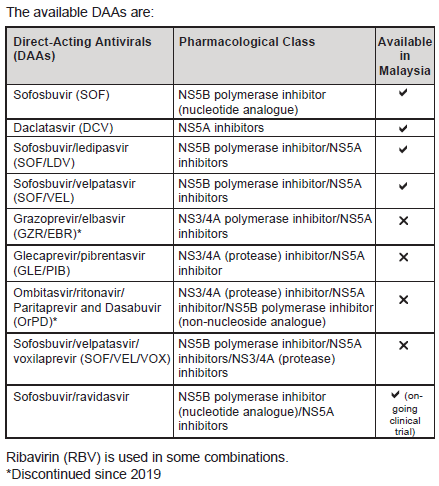 The available DAAs are:
Direct-Acting Antivirals Pharmacological Class Available
(DAAs) in
Malaysia
Sofosbuvir (SOF) NS5B polymerase inhibitor ✔
(nucleotide analogue)
Daclatasvir (DCV) NS5A inhibitors ✔
Sofosbuvir/ledipasvir NS5B polymerase inhibitor/NS5A ✔
(SOF/LDV) inhibitors
Sofosbuvir/velpatasvir NS5B polymerase inhibitor/NS5A ✔
(SOF/VEL) inhibitors
Grazoprevir/elbasvir NS3/4A polymerase inhibitor/NS5A ✖
(GZR/EBR)* inhibitors
Glecaprevir/pibrentasvir NS3/4A (protease) inhibitor/NS5A ✖
(GLE/PIB) inhibitor
Ombitasvir/ritonavir/ NS3/4A (protease) inhibitor/NS5A ✖
Paritaprevir and Dasabuvir inhibitor/NS5B polymerase inhibitor
(OrPD)* (non-nucleoside analogue)
Sofosbuvir/velpatasvir/ NS5B polymerase inhibitor/NS5A ✖
voxilaprevir (SOF/VEL/VOX) inhibitors/NS3/4A (protease)
inhibitors
Sofosbuvir/ravidasvir NS5B polymerase inhibitor ✔ (on-
(nucleotide analogue)/NS5A going
inhibitors clinical
trial)
Ribavirin (RBV) is used in some combinations.
*Discontinued since 2019